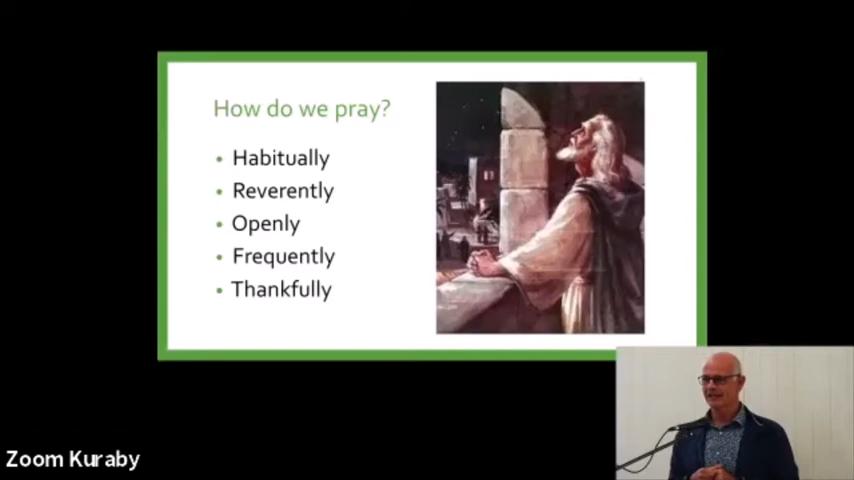 How do we pray?
• Habitually
• Reverently
• Openly
• Frequently
• Thankfully
Zoom Kuraby